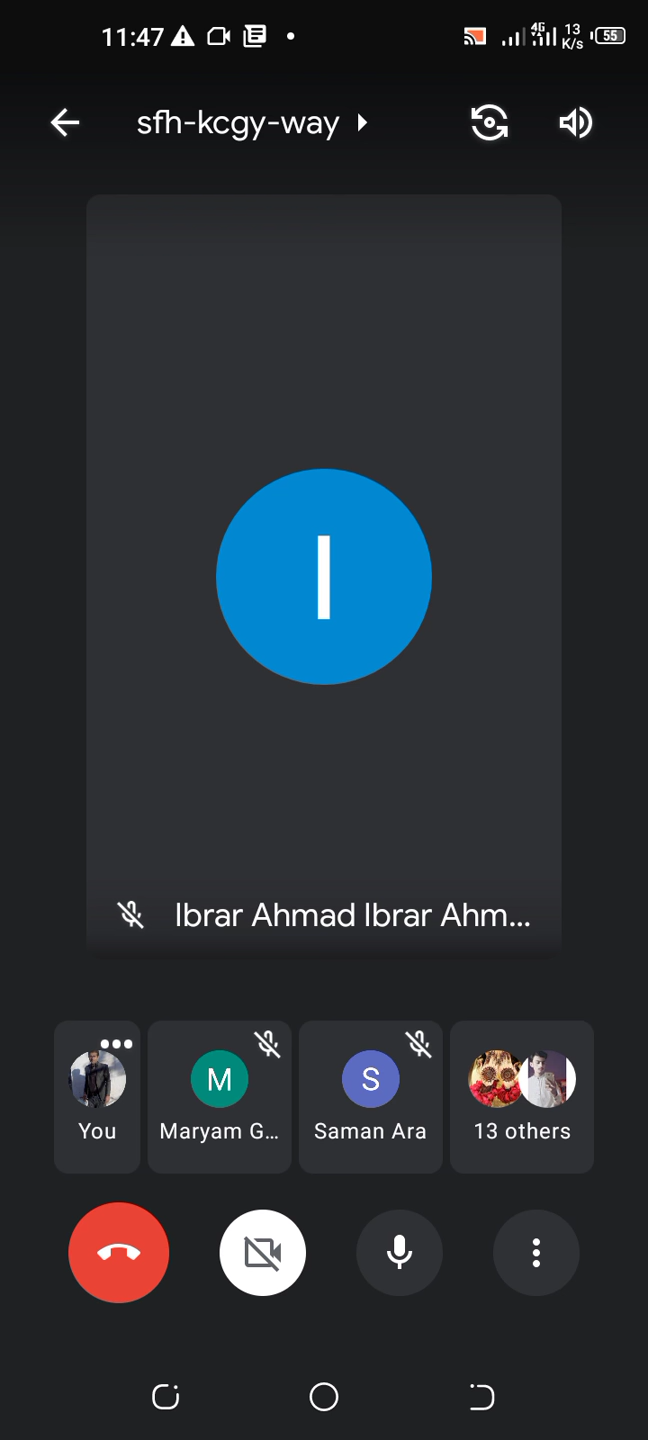 11:47
4G
13
K/s
55
sfh-kcgy-way
I
Ibrar Ahmad Ibrar Ahm...
M
S
You
Maryam G...
Saman Ara
13 others